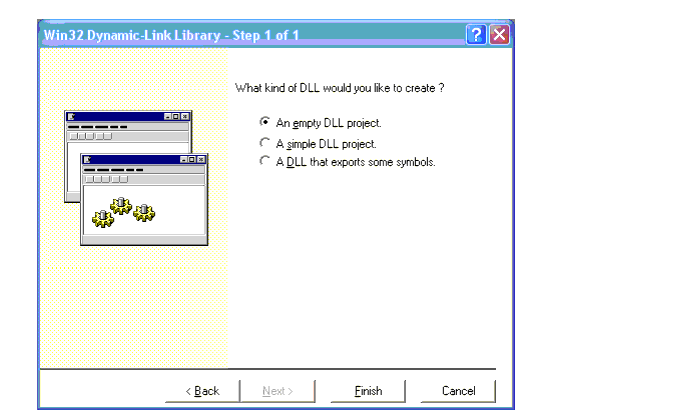 Win32 Dynamic-Link Library - Step 1 of 1
What kind of DLL would you like to create ?
An empty DLL project.
A simple DLL project.
A DLL that exports some symbols.
< Back
Next >
Finish
Cancel